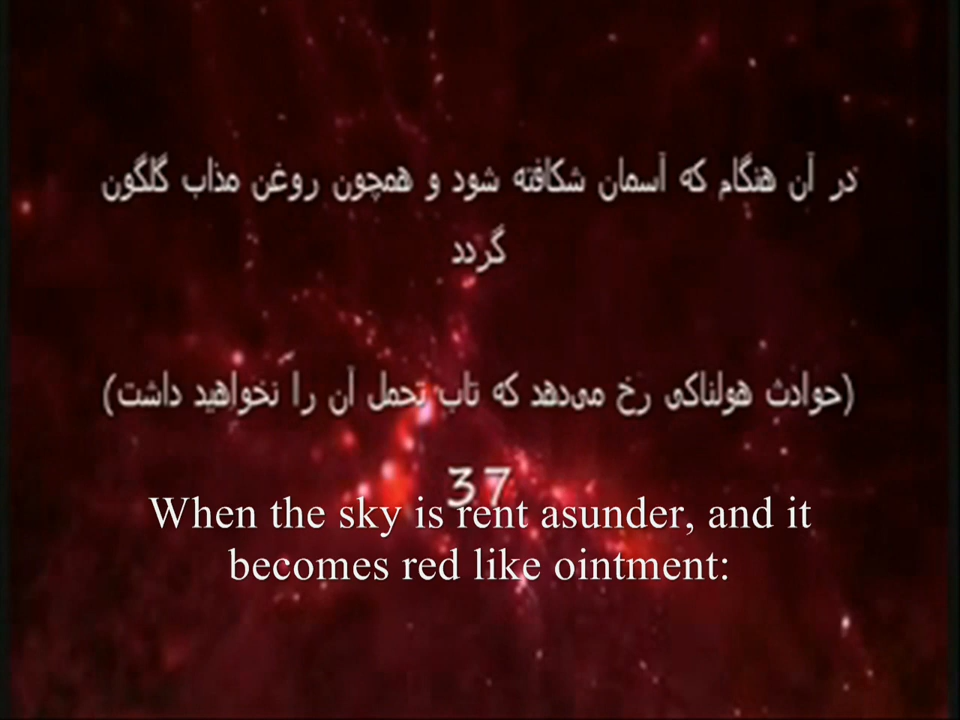 در آن هنگام که آسمان شکافته شود و همچون روغن مذاب گلگون
گردد
(حوادث هولناکی رخ می‌دهد که تاب تحمل آن را نخواهید داشت)
37
When the sky is rent asunder, and it
becomes red like ointment: